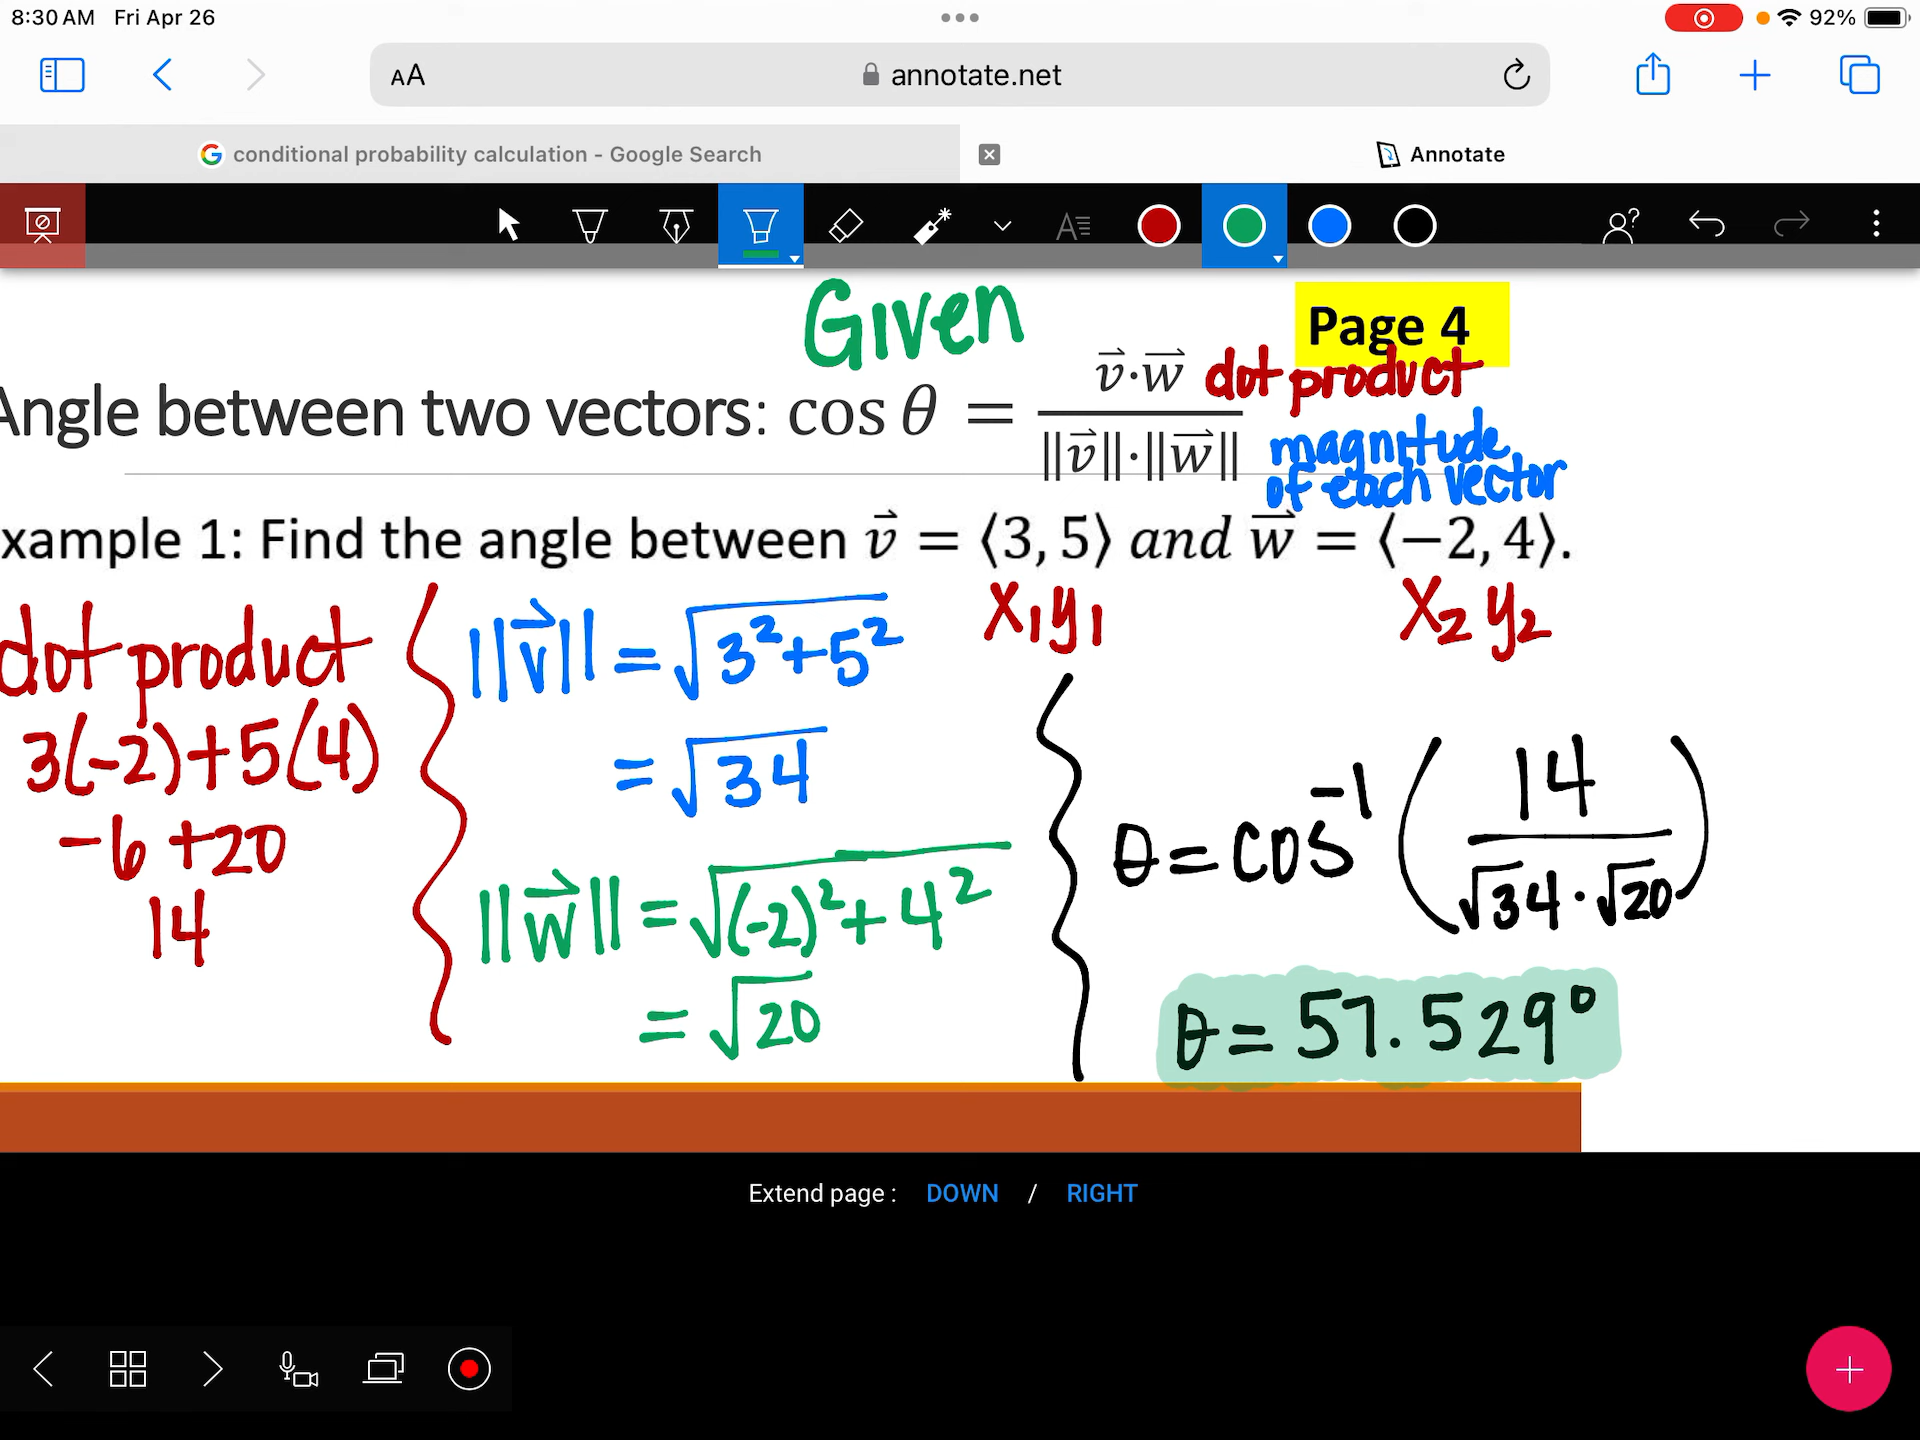 8:30 AM Fri Apr 26 92%
AA annotate.net
conditional probability calculation - Google Search Annotate
Given
Page 4
Angle between two vectors: cos θ = v⃗·w⃗ / ||v⃗||·||w⃗||
dot product
magnitude
of each vector
xample 1: Find the angle between v⃗ = ⟨3, 5⟩ and w⃗ = ⟨−2, 4⟩.
x₁y₁ x₂ y₂
dot product
3(-2)+5(4)
-6+20
14
||v⃗|| = √3²+5²
= √34
||w⃗|| = √(-2)²+4²
= √20
θ = cos⁻¹ (14 / √34·√20)
θ = 57.529°
Extend page : DOWN / RIGHT